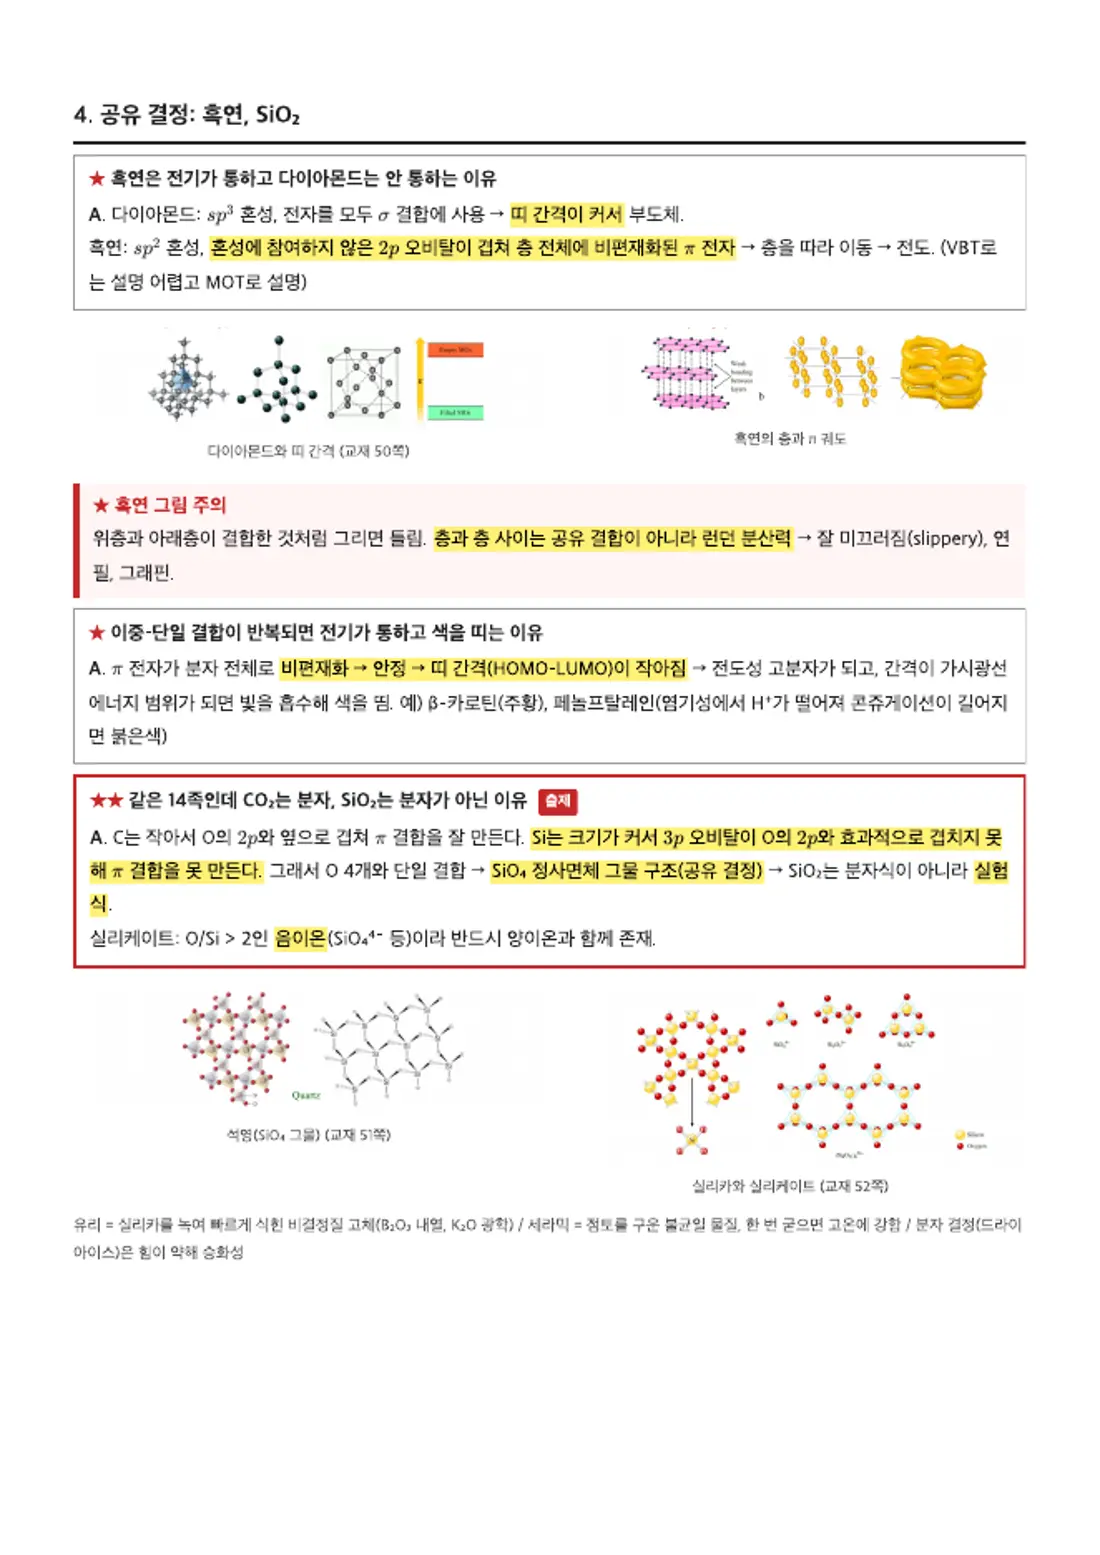 4. 공유 결정: 흑연, SiO₂
★ 흑연은 전기가 통하고 다이아몬드는 안 통하는 이유
A. 다이아몬드: sp³ 혼성, 전자를 모두 σ 결합에 사용 → 띠 간격이 커서 부도체.
흑연: sp² 혼성, 혼성에 참여하지 않은 2p 오비탈이 겹쳐 층 전체에 비편재화된 π 전자 → 층을 따라 이동 → 전도. (VBT로
는 설명 어렵고 MOT로 설명)
Empty MOs
Filled MOs
Weak
bonding
between
layers
b
다이아몬드와 띠 간격 (교재 50쪽)
흑연의 층과 π 궤도
★ 흑연 그림 주의
위층과 아래층이 결합한 것처럼 그리면 틀림. 층과 층 사이는 공유 결합이 아니라 런던 분산력 → 잘 미끄러짐(slippery), 연
필, 그래핀.
★ 이중-단일 결합이 반복되면 전기가 통하고 색을 띠는 이유
A. π 전자가 분자 전체로 비편재화 → 안정 → 띠 간격(HOMO-LUMO)이 작아짐 → 전도성 고분자가 되고, 간격이 가시광선
에너지 범위가 되면 빛을 흡수해 색을 띰. 예) β-카로틴(주황), 페놀프탈레인(염기성에서 H⁺가 떨어져 콘쥬게이션이 길어지
면 붉은색)
★★ 같은 14족인데 CO₂는 분자, SiO₂는 분자가 아닌 이유 출제
A. C는 작아서 O의 2p와 옆으로 겹쳐 π 결합을 잘 만든다. Si는 크기가 커서 3p 오비탈이 O의 2p와 효과적으로 겹치지 못
해 π 결합을 못 만든다. 그래서 O 4개와 단일 결합 → SiO₄ 정사면체 그물 구조(공유 결정) → SiO₂는 분자식이 아니라 실험
식.
실리케이트: O/Si > 2인 음이온(SiO₄⁴⁻ 등)이라 반드시 양이온과 함께 존재.
Quartz
Silicon
Oxygen
석영(SiO₄ 그물) (교재 51쪽)
실리카와 실리케이트 (교재 52쪽)
유리 = 실리카를 녹여 빠르게 식힌 비결정질 고체(B₂O₃ 내열, K₂O 광학) / 세라믹 = 점토를 구운 불균일 물질, 한 번 굳으면 고온에 강함 / 분자 결정(드라이
아이스)은 힘이 약해 승화성